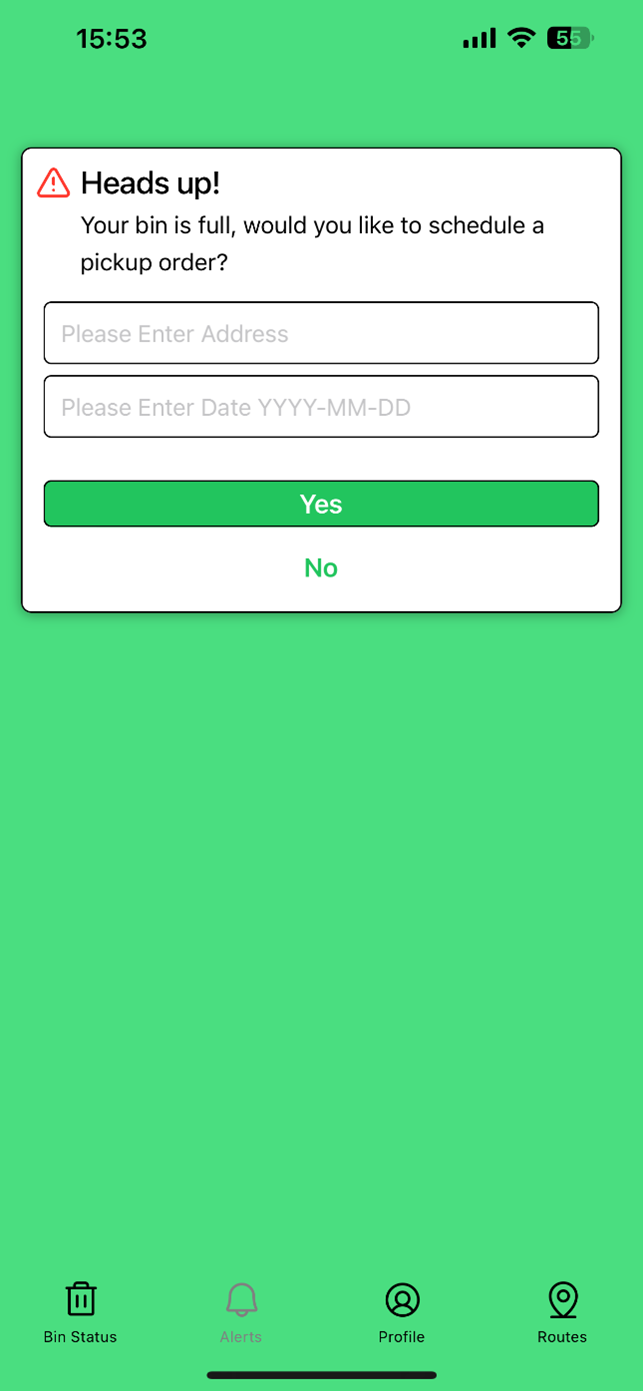 15:53
55
Heads up!
Your bin is full, would you like to schedule a
pickup order?
Please Enter Address
Please Enter Date YYYY-MM-DD
Yes
No
Bin Status
Alerts
Profile
Routes